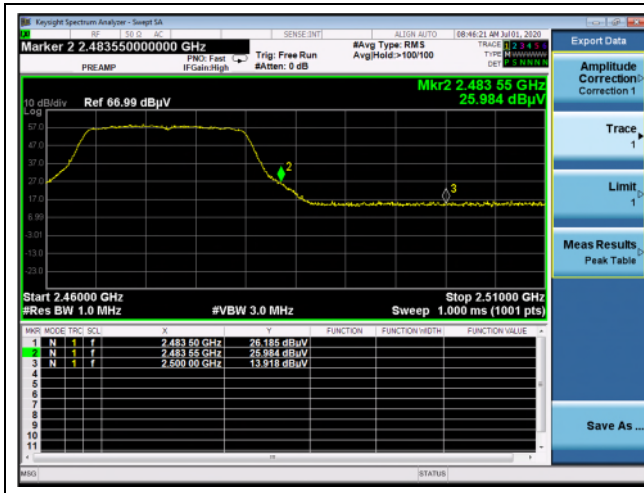 Keysight Spectrum Analyzer - Swept SA
RF 50 Ω AC SENSE:INT ALIGN AUTO 08:46:21 AM Jul 01, 2020
Marker 2 2.483550000000 GHz
PREAMP
PNO: Fast
IFGain:High
Trig: Free Run
#Atten: 0 dB
#Avg Type: RMS
Avg|Hold:>100/100
TRACE 1 2 3 4 5 6
TYPE M
DET P S N N N N
Mkr2 2.483 55 GHz
25.984 dBµV
10 dB/div Ref 66.99 dBµV
Log
57.0
47.0
37.0
27.0
17.0
6.99
-3.01
-13.0
-23.0
2
3
Start 2.46000 GHz Stop 2.51000 GHz
#Res BW 1.0 MHz #VBW 3.0 MHz Sweep 1.000 ms (1001 pts)
MKR MODE TRC SCL X Y FUNCTION FUNCTION WIDTH FUNCTION VALUE
1 N 1 f 2.483 50 GHz 26.185 dBµV
2 N 1 f 2.483 55 GHz 25.984 dBµV
3 N 1 f 2.500 00 GHz 13.918 dBµV
4
5
6
7
8
9
10
11
MSG STATUS
Export Data
Amplitude
Correction
Correction 1
Trace
1
Limit
1
Meas Results
Peak Table
Save As ...